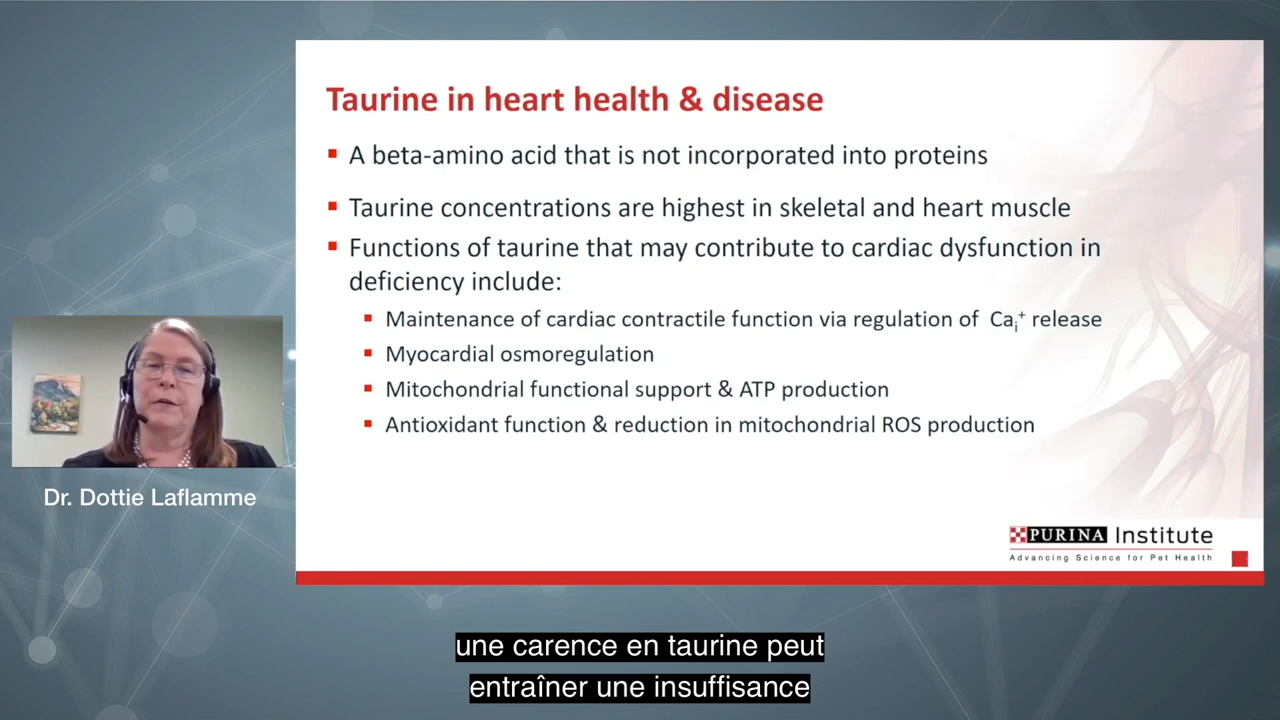 Taurine in heart health & disease
A beta-amino acid that is not incorporated into proteins
Taurine concentrations are highest in skeletal and heart muscle
Functions of taurine that may contribute to cardiac dysfunction in
deficiency include:
Maintenance of cardiac contractile function via regulation of Caᵢ⁺ release
Myocardial osmoregulation
Mitochondrial functional support & ATP production
Antioxidant function & reduction in mitochondrial ROS production
Dr. Dottie Laflamme
PURINA Institute
Advancing Science for Pet Health
une carence en taurine peut
entraîner une insuffisance